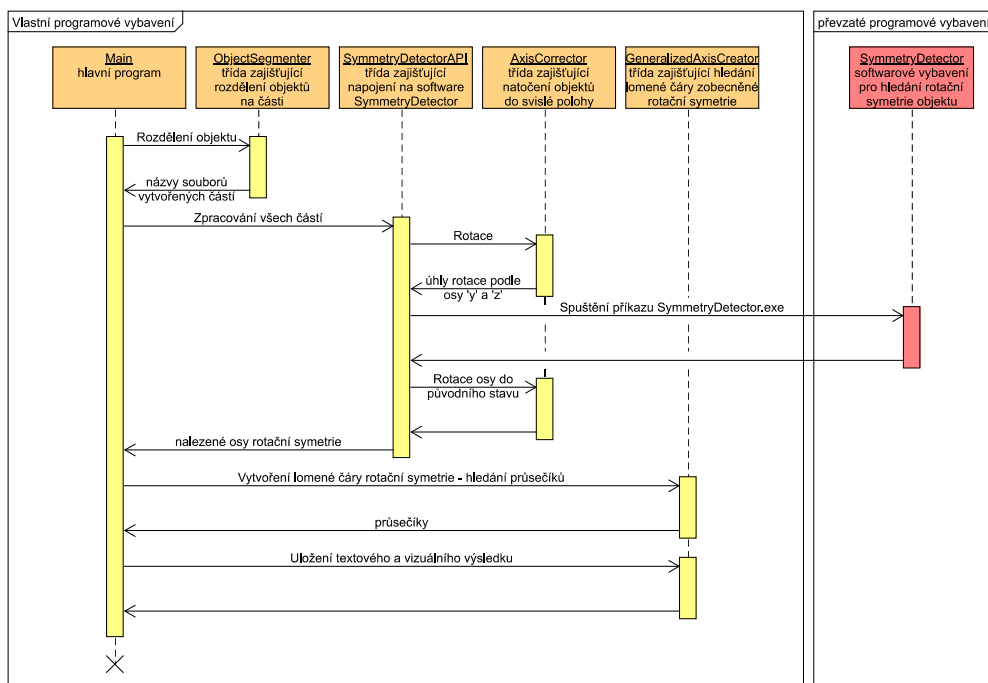 Vlastní programové vybavení
převzaté programové vybavení
Main
hlavní program
ObjectSegmenter
třída zajišťující
rozdělení objektů
na části
SymmetryDetectorAPI
třída zajišťující
napojení na software
SymmetryDetector
AxisCorrector
třída zajišťující
natočení objektů
do svislé polohy
GeneralizedAxisCreator
třída zajišťující hledání
lomené čáry zobecněné
rotační symetrie
SymmetryDetector
softwarové vybavení
pro hledání rotační
symetrie objektu
Rozdělení objektu
názvy souborů
vytvořených částí
Zpracování všech částí
Rotace
úhly rotace podle
osy 'y' a 'z'
Spuštění příkazu SymmetryDetector.exe
Rotace osy do
původního stavu
nalezené osy rotační symetrie
Vytvoření lomené čáry rotační symetrie - hledání průsečíků
průsečíky
Uložení textového a vizuálního výsledku